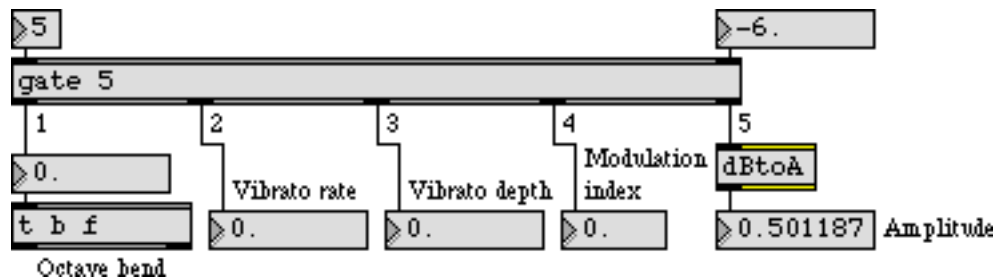 5
-6.
gate 5
1
2
3
4
5
0.
Vibrato rate
Vibrato depth
Modulation
index
dBtoA
t b f
0.
0.
0.
0.501187
Amplitude
Octave bend